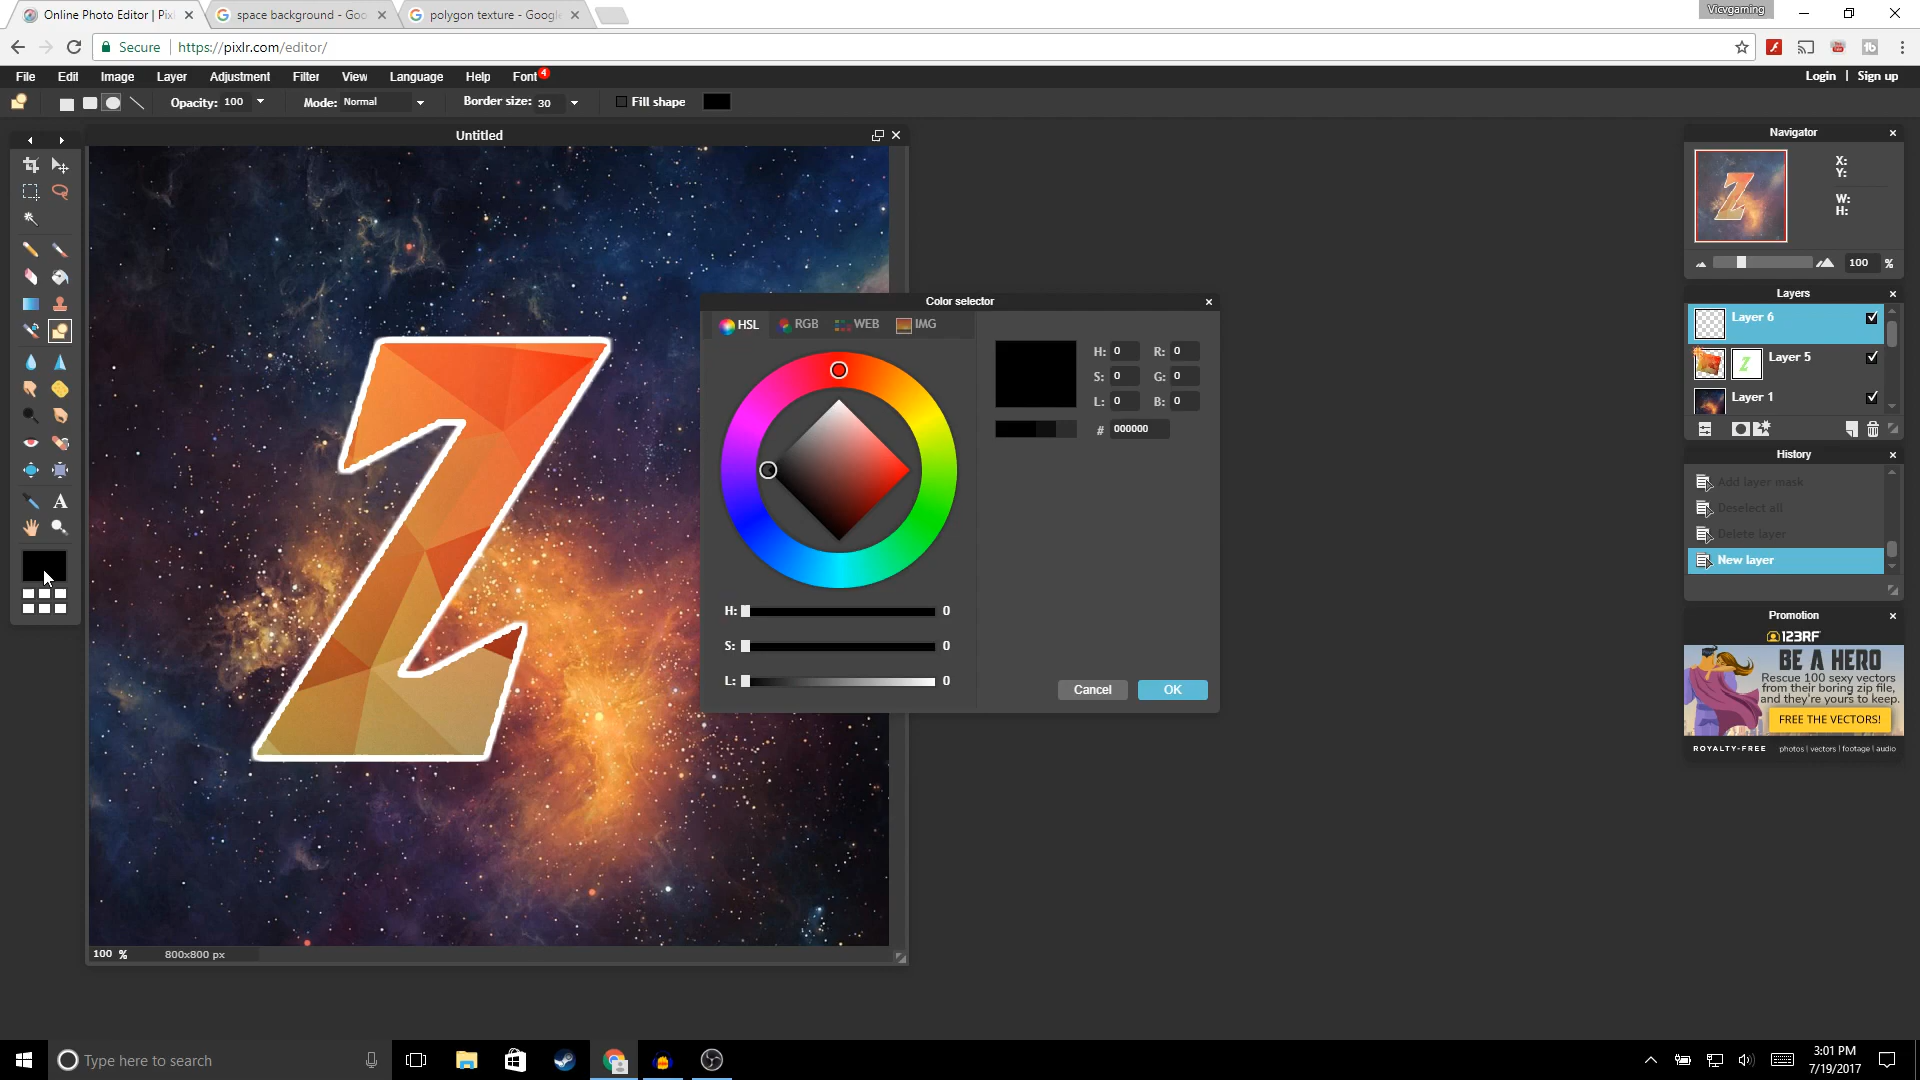 Online Photo Editor | Pixl
space background - Goo
polygon texture - Google
Vicvgaming
Secure | https://pixlr.com/editor/
File Edit Image Layer Adjustment Filter View Language Help Font 4
Login | Sign up
Opacity: 100 Mode: Normal Border size: 30 Fill shape
Untitled
Z
100 % 800x800 px
Color selector
HSL RGB WEB IMG
H: 0 R: 0
S: 0 G: 0
L: 0 B: 0
# 000000
H: 0
S: 0
L: 0
Cancel OK
Navigator
X:
Y:
W:
H:
100 %
Layers
Layer 6
Layer 5
Layer 1
History
Add layer mask
Deselect all
Delete layer
New layer
Promotion
123RF
BE A HERO
Rescue 100 sexy vectors
from their boring zip file,
and they're yours to keep.
FREE THE VECTORS!
ROYALTY-FREE photos | vectors | footage | audio
Type here to search
3:01 PM
7/19/2017